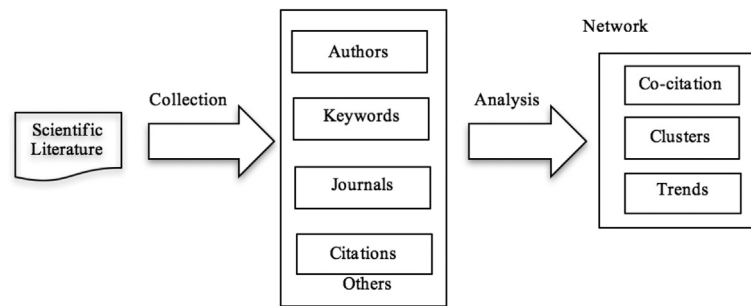 Scientific
Literature
Collection
Authors
Keywords
Journals
Citations
Others
Analysis
Network
Co-citation
Clusters
Trends